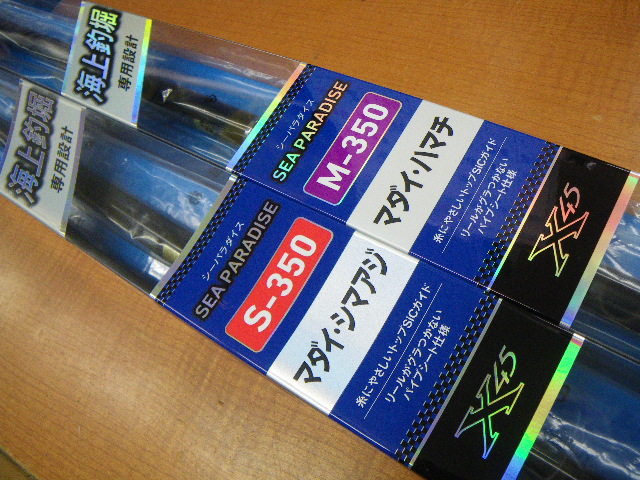 海上釣堀
専用設計
シーパラダイス
SEA PARADISE
M-350
マダイ・ハマチ
糸にやさしいトップSiCガイド
リールがグラつかない
パイプシート仕様
X45
海上釣堀
専用設計
シーパラダイス
SEA PARADISE
S-350
マダイ・シマアジ
糸にやさしいトップSiCガイド
リールがグラつかない
パイプシート仕様
X45